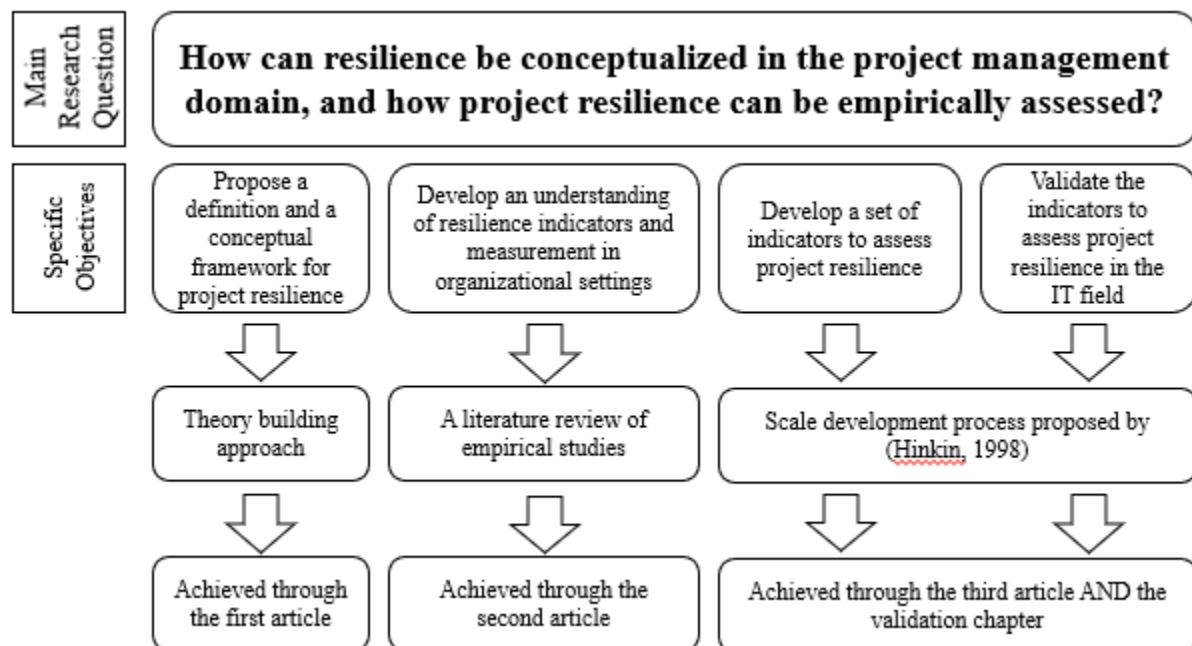 Main
Research
Question
How can resilience be conceptualized in the project management
domain, and how project resilience can be empirically assessed?
Specific
Objectives
Propose a
definition and a
conceptual
framework for
project resilience
Develop an understanding
of resilience indicators and
measurement in
organizational settings
Develop a set of
indicators to assess
project resilience
Validate the
indicators to
assess project
resilience in the
IT field
Theory building
approach
A literature review of
empirical studies
Scale development process proposed by
(Hinkin, 1998)
Achieved through
the first article
Achieved through the
second article
Achieved through the third article AND the
validation chapter